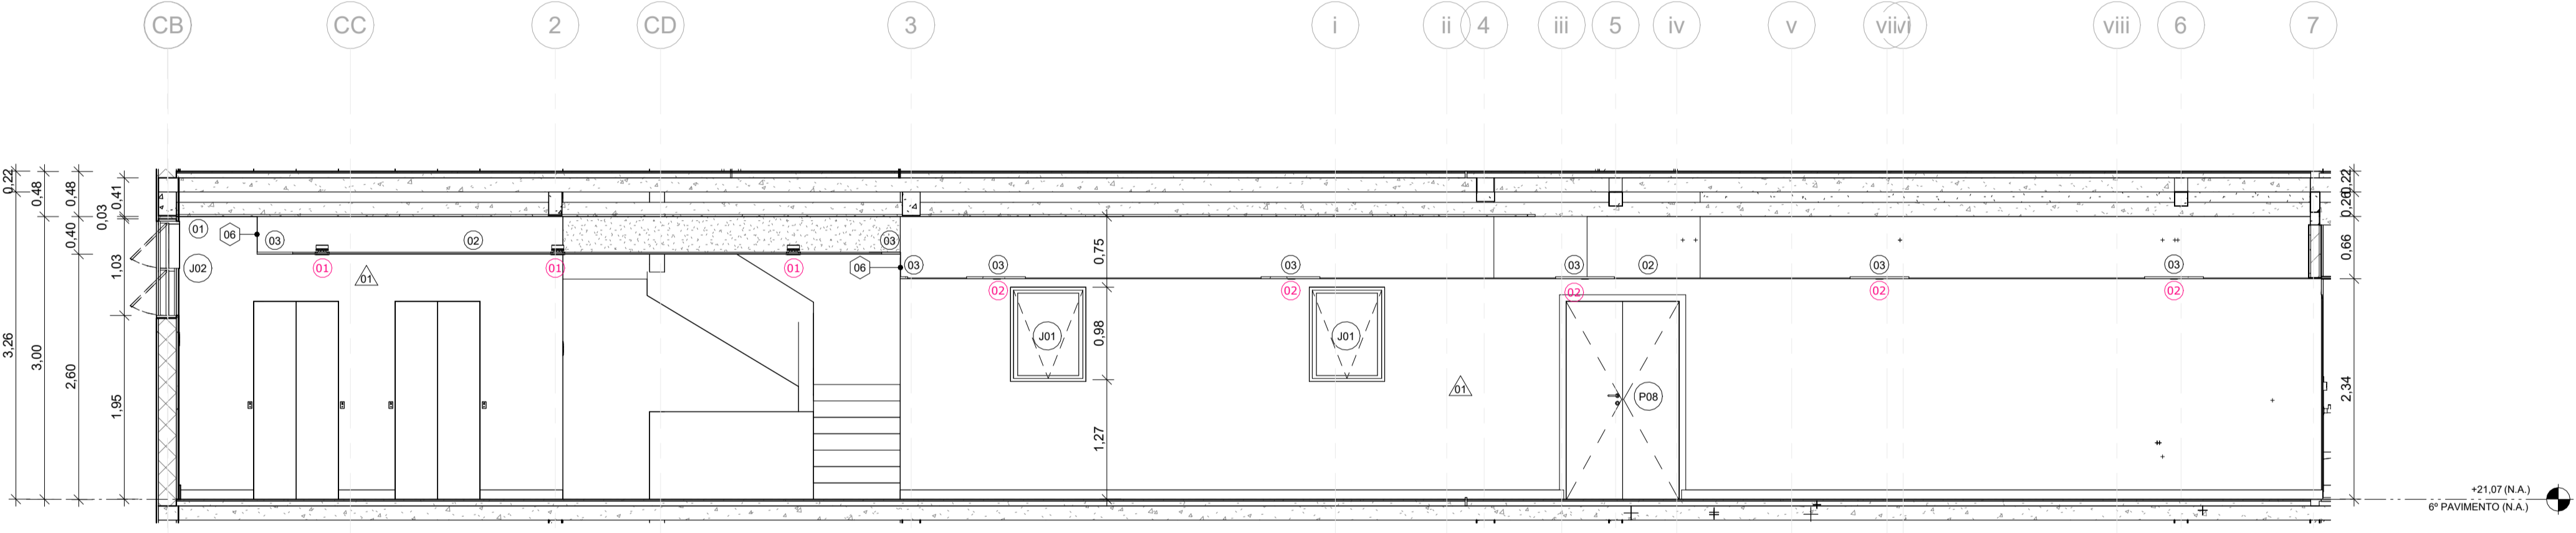 CB CC 2 CD 3 i ii 4 iii 5 iv v vii vi viii 6 7
0,22 0,48 0,48 0,41 0,22
0,03 0,40 0,26
01 06 03 02 03 0,75 02 0,66
J02 01 01 01 06 03 03 03 03 03 03
1,03 01 02 02 02 02 02
3,26 3,00 2,60 0,98 J01 J01 2,34
1,95 01 P08
1,27
+21,07 (N.A.)
6º PAVIMENTO (N.A.)